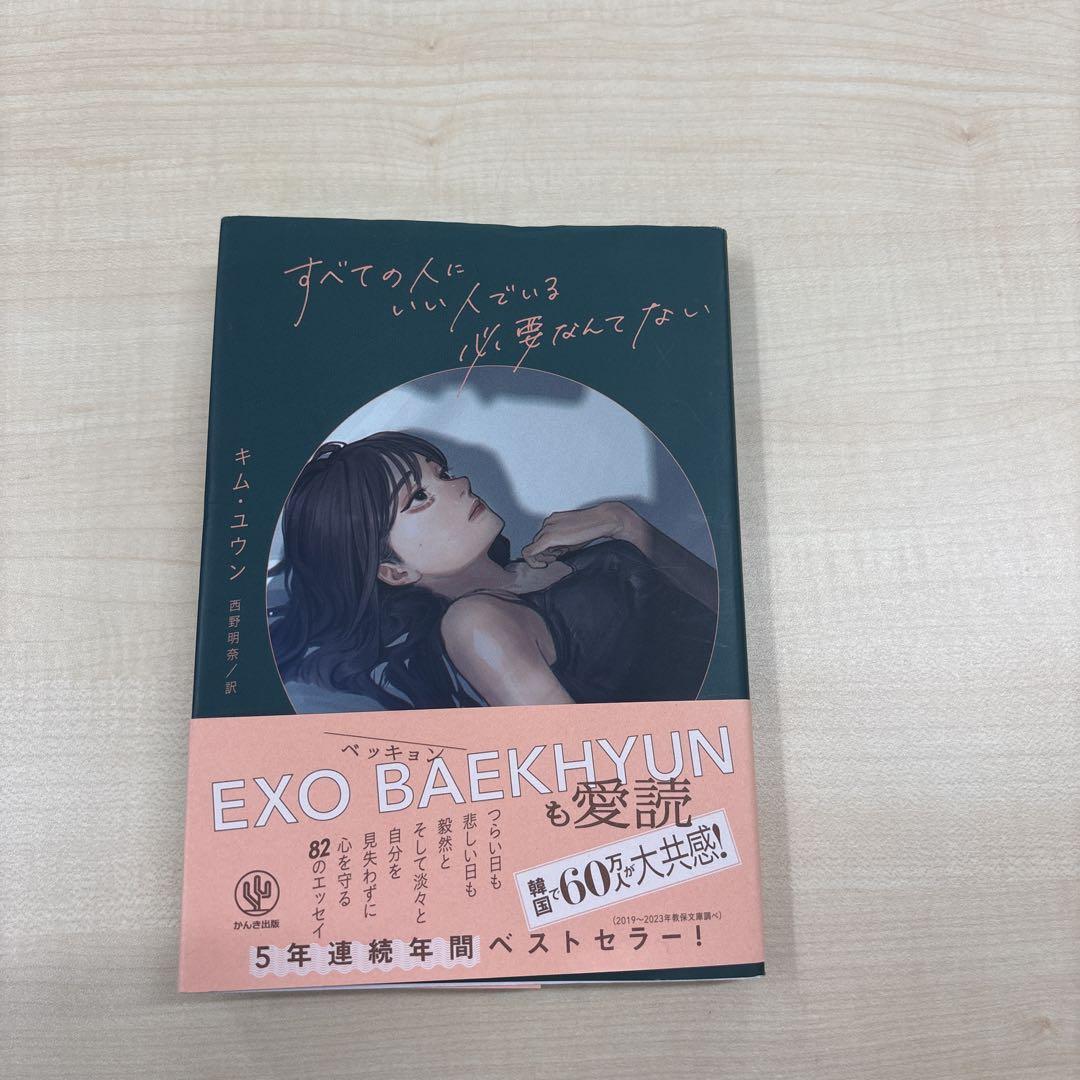 すべての人に
いい人でいる
必要なんてない
キム・ユウン
西野明奈/訳
ベッキョン
EXO BAEKHYUN
も愛読
つらい日も
悲しい日も
毅然と
そして淡々と
自分を
見失わずに
心を守る
82のエッセイ
韓国で60万人が大共感!
(2019〜2023年教保文庫調べ)
5年連続年間ベストセラー!
かんき出版